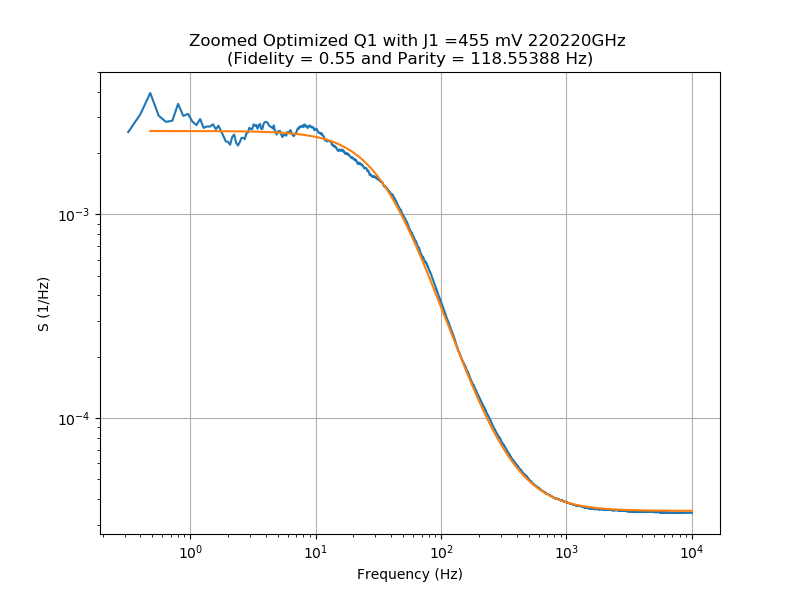 Zoomed Optimized Q1 with J1 =455 mV 220220GHz
(Fidelity = 0.55 and Parity = 118.55388 Hz)
S (1/Hz)
10⁻³
10⁻⁴
10⁰ 10¹ 10² 10³ 10⁴
Frequency (Hz)